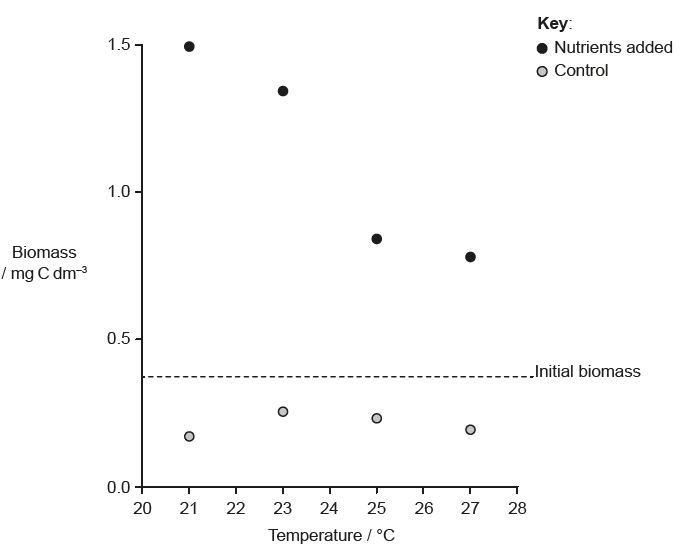 Key:
Nutrients added
Control
1.5
1.0
Biomass
/ mg C dm⁻³
0.5
Initial biomass
0.0
20 21 22 23 24 25 26 27 28
Temperature / °C